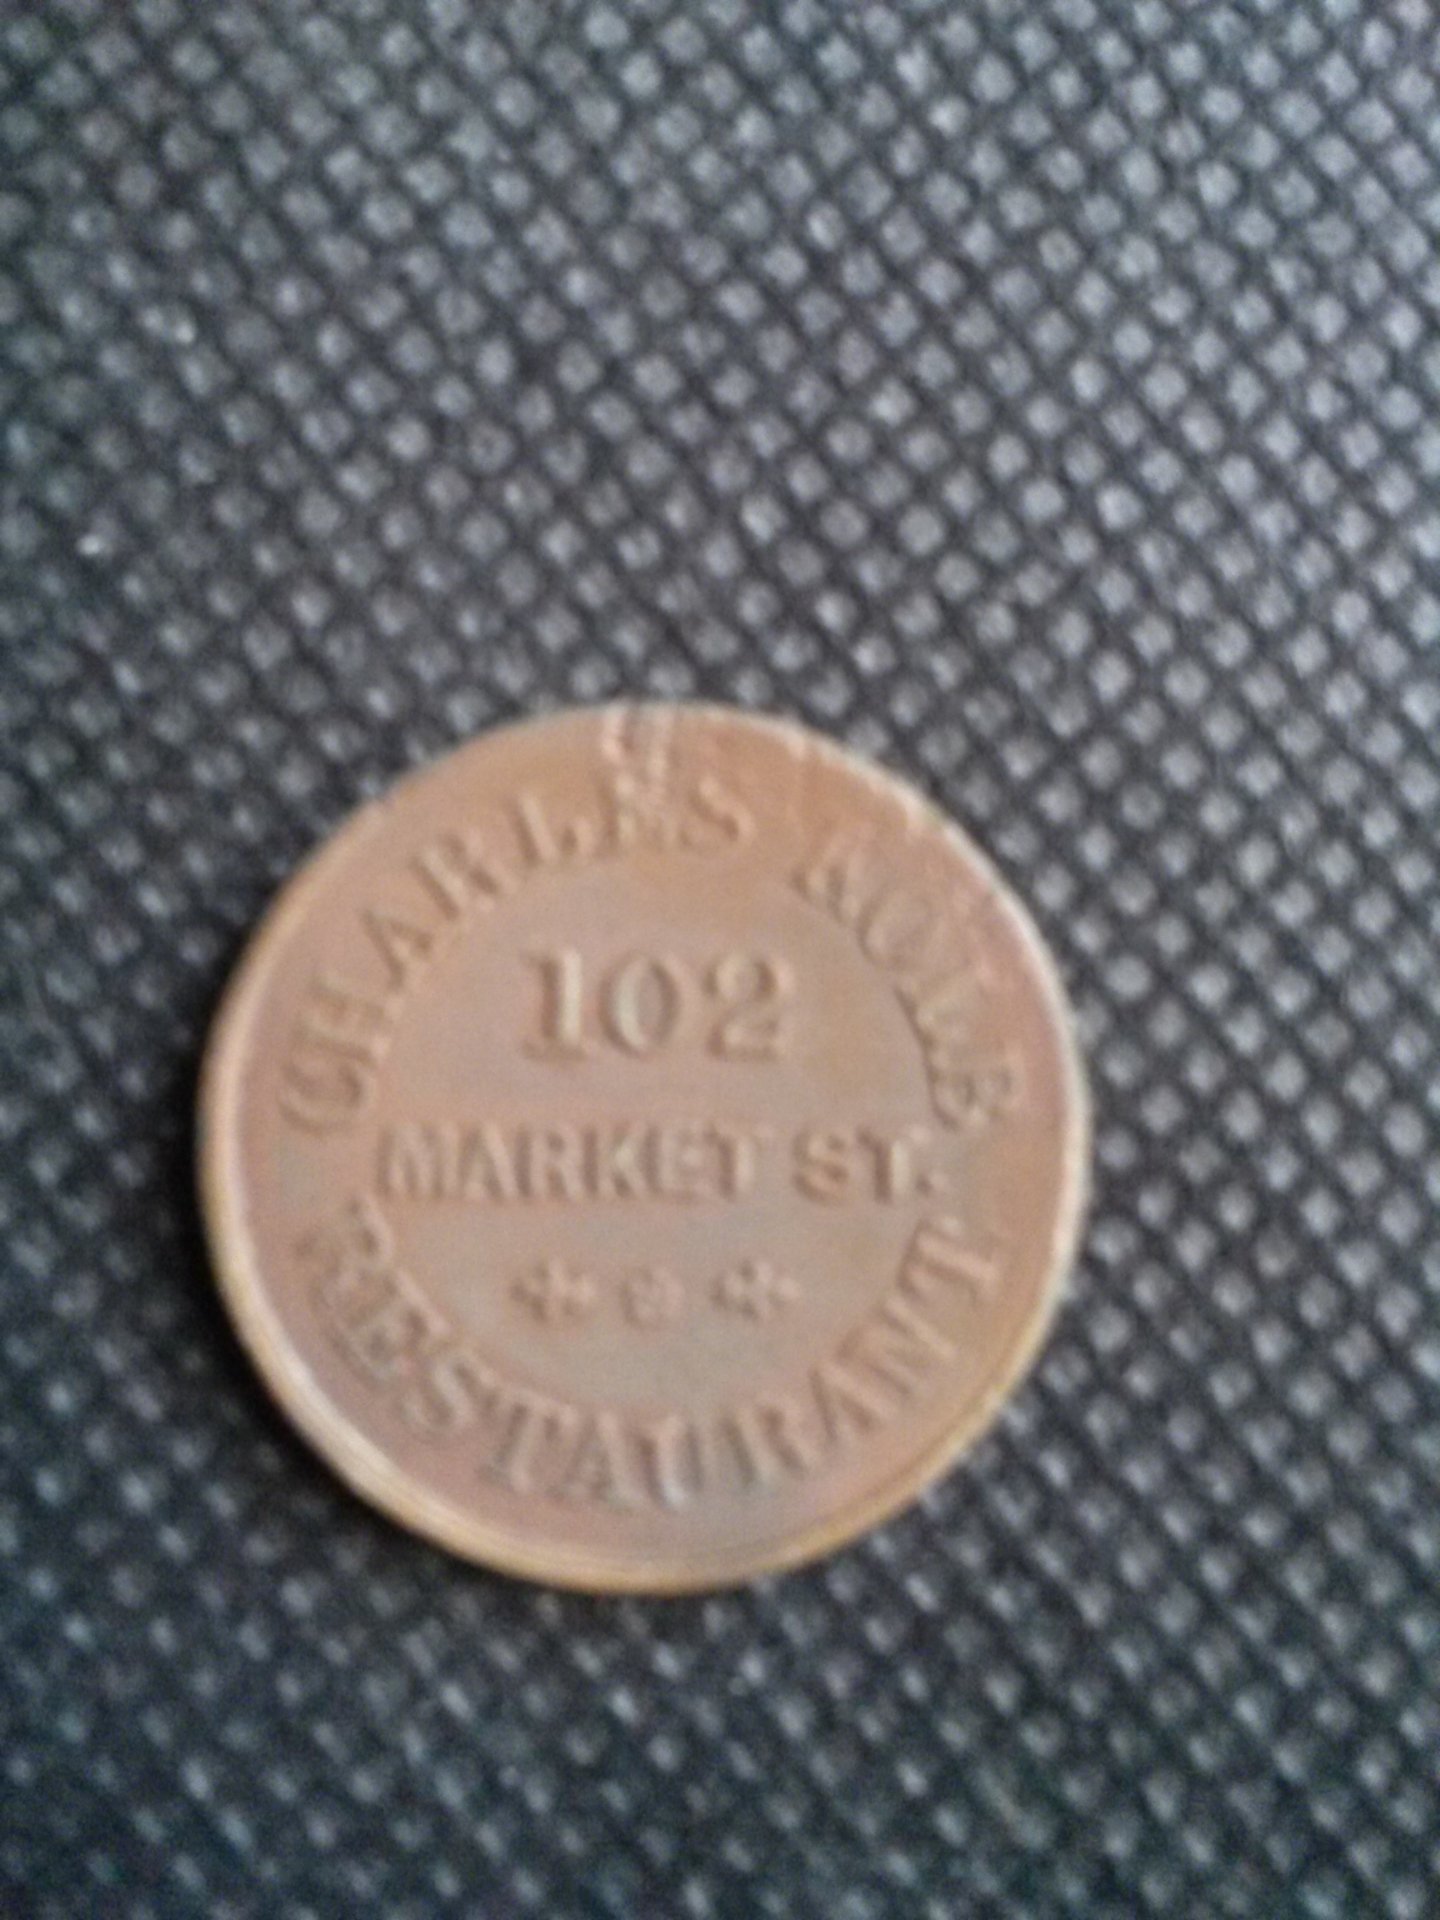 CHARLES KOLB
102
MARKET ST.
RESTAURANT